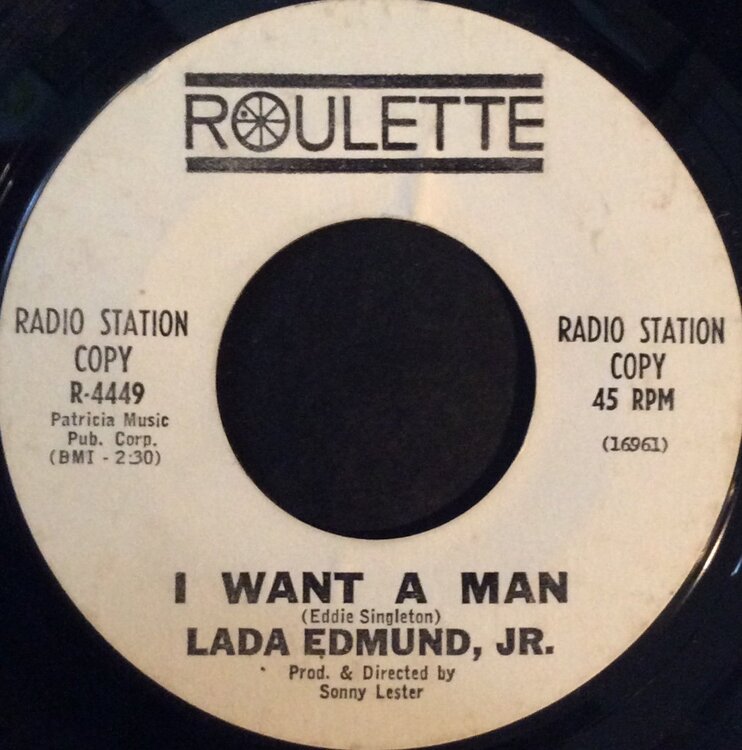 ROULETTE
RADIO STATION
COPY
R-4449
Patricia Music
Pub. Corp.
(BMI - 2:30)
RADIO STATION
COPY
45 RPM
(16961)
I WANT A MAN
(Eddie Singleton)
LADA EDMUND, JR.
Prod. & Directed by
Sonny Lester